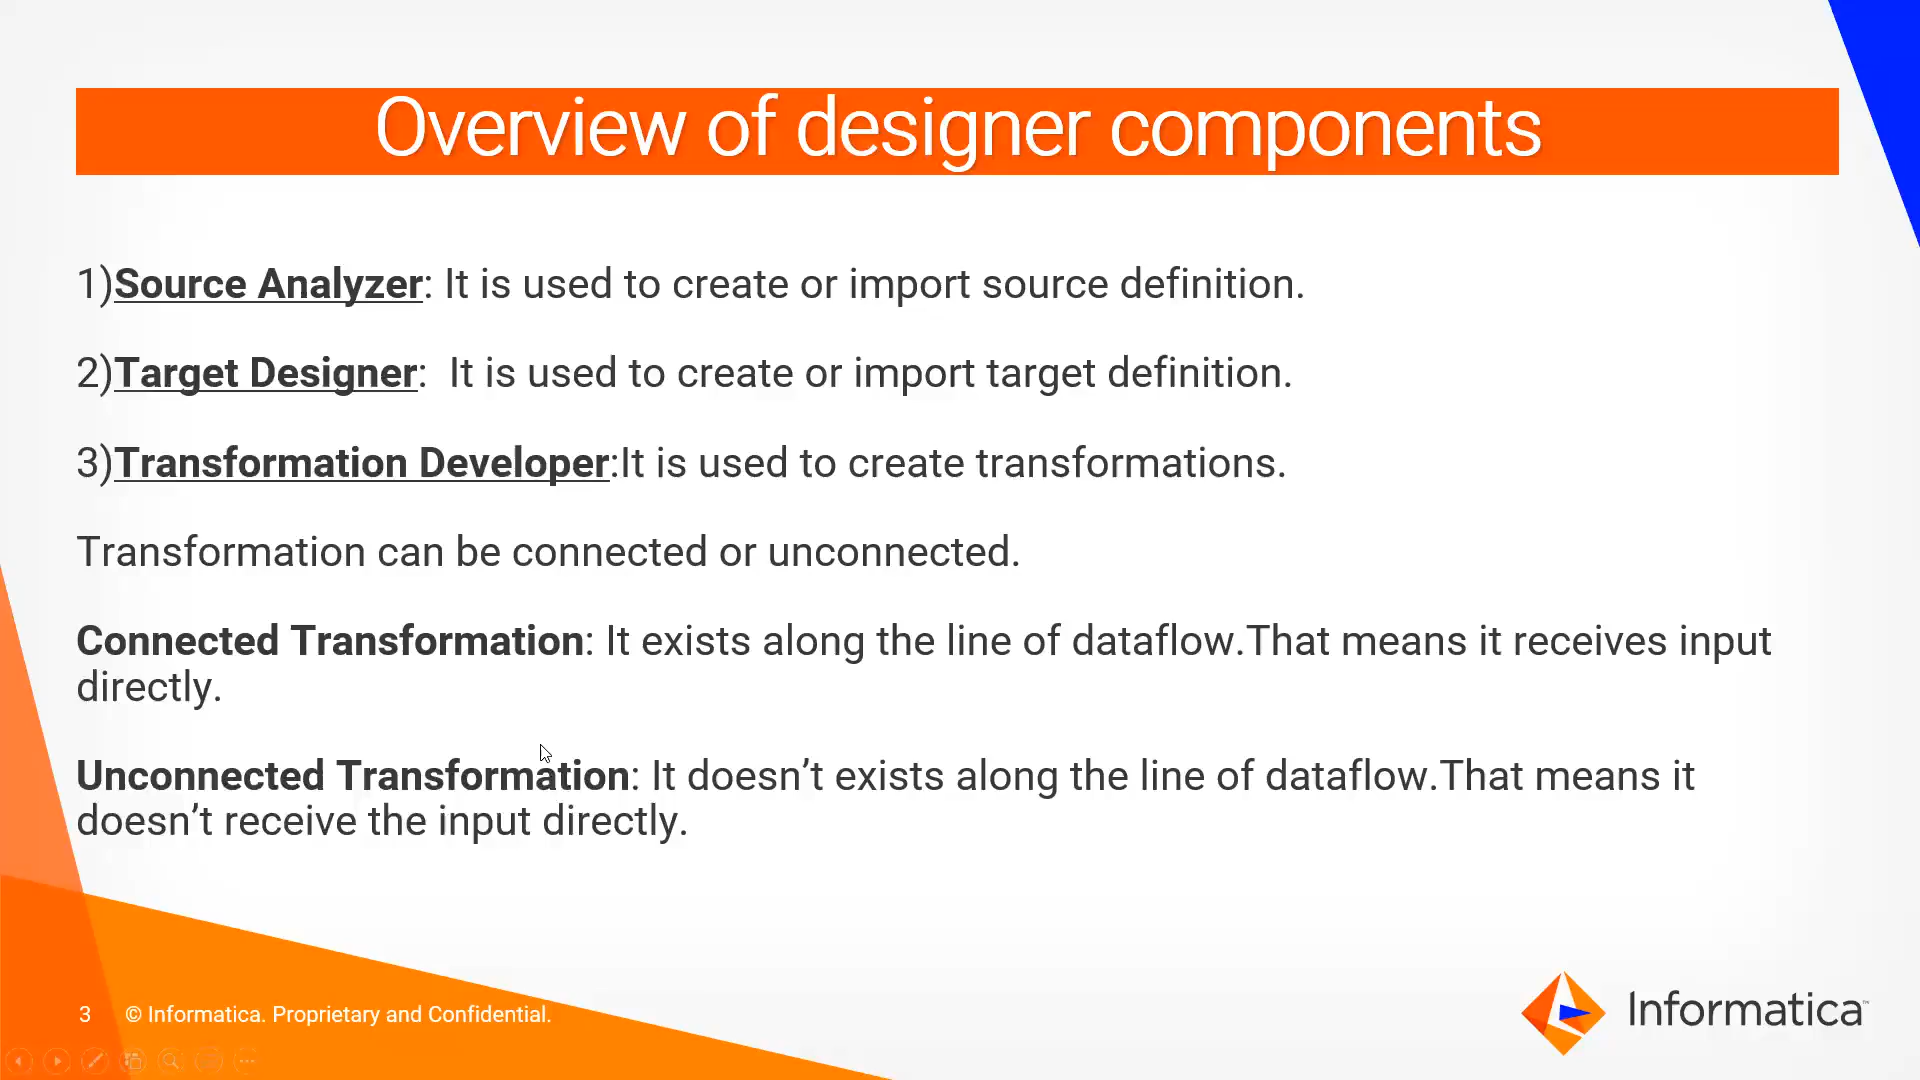 Overview of designer components
1)Source Analyzer: It is used to create or import source definition.
2)Target Designer:  It is used to create or import target definition.
3)Transformation Developer:It is used to create transformations.
Transformation can be connected or unconnected.
Connected Transformation: It exists along the line of dataflow.That means it receives input
directly.
Unconnected Transformation: It doesn’t exists along the line of dataflow.That means it
doesn’t receive the input directly.
3 © Informatica. Proprietary and Confidential.
Informatica™